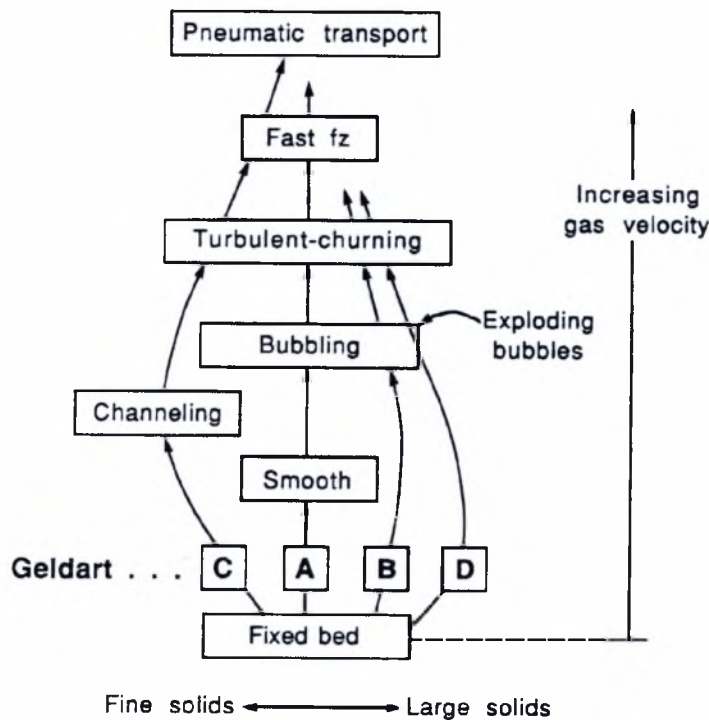 Pneumatic transport
Fast fz
Increasing
gas velocity
Turbulent-churning
Exploding
bubbles
Bubbling
Channeling
Smooth
Geldart . . . C A B D
Fixed bed
Fine solids Large solids